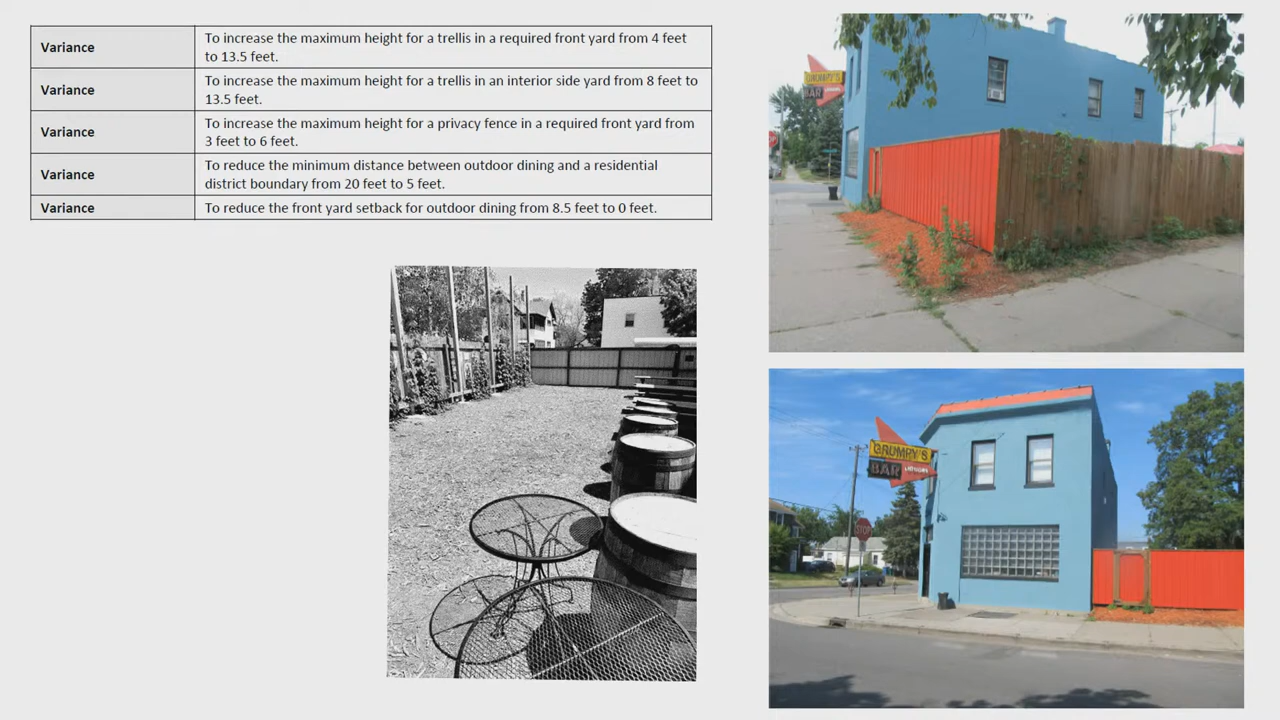 Variance
To increase the maximum height for a trellis in a required front yard from 4 feet
to 13.5 feet.
Variance
To increase the maximum height for a trellis in an interior side yard from 8 feet to
13.5 feet.
Variance
To increase the maximum height for a privacy fence in a required front yard from
3 feet to 6 feet.
Variance
To reduce the minimum distance between outdoor dining and a residential
district boundary from 20 feet to 5 feet.
Variance
To reduce the front yard setback for outdoor dining from 8.5 feet to 0 feet.
GRUMPY'S
BAR
GRUMPY'S
BAR LIQUORS
STOP